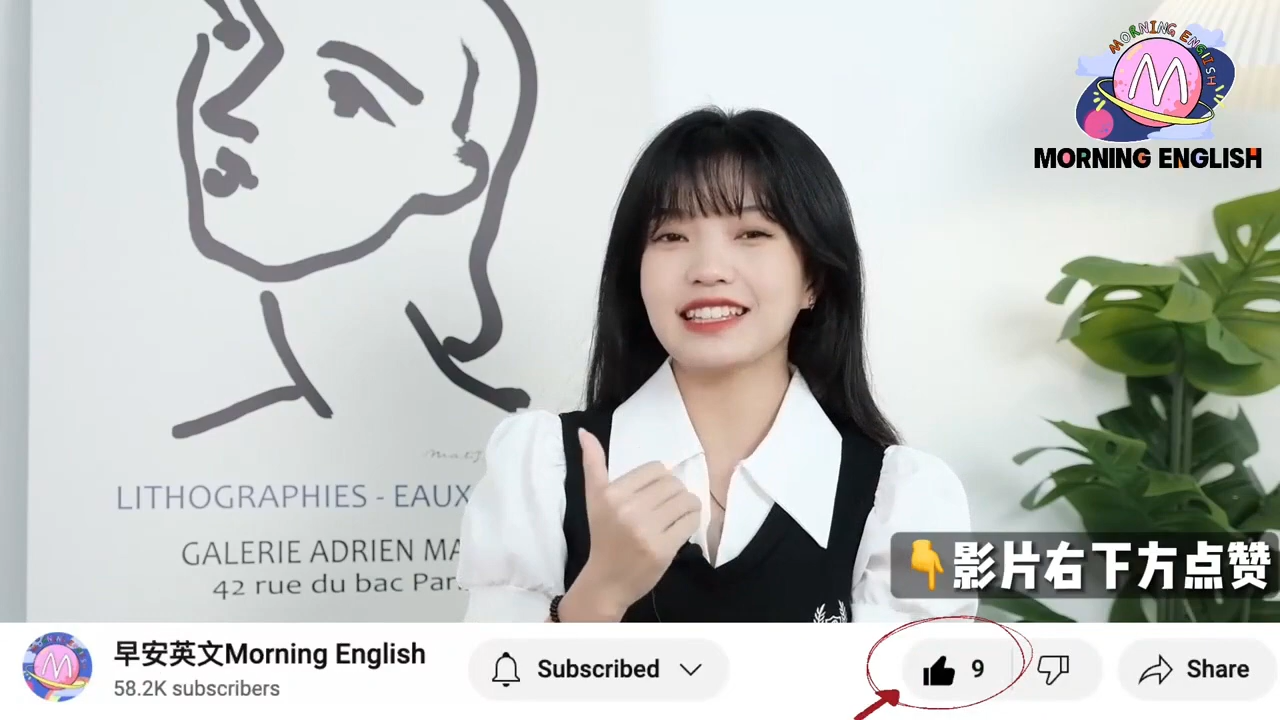 MORNING ENGLISH
M
MORNING ENGLISH
LITHOGRAPHIES - EAUX
GALERIE ADRIEN MA
42 rue du bac Par
👇影片右下方点赞
早安英文Morning English
58.2K subscribers
Subscribed
9
Share